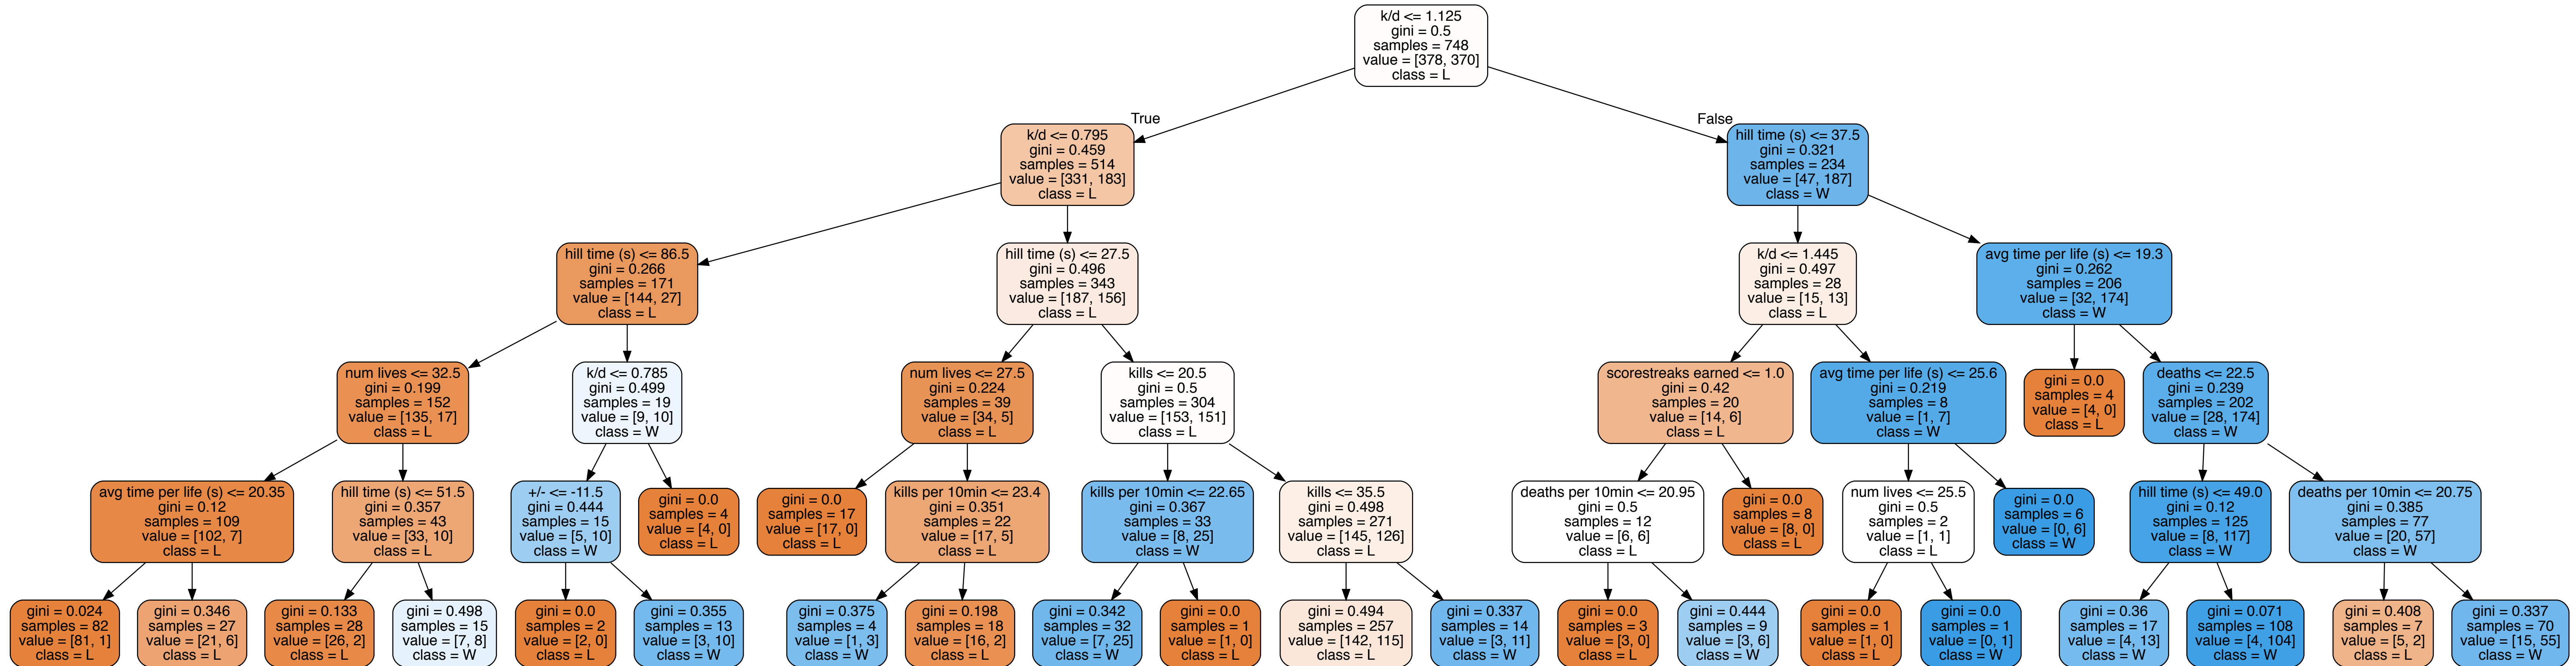 k/d <= 1.125
gini = 0.5
samples = 748
value = [378, 370]
class = L
True
False
k/d <= 0.795
gini = 0.459
samples = 514
value = [331, 183]
class = L
hill time (s) <= 37.5
gini = 0.321
samples = 234
value = [47, 187]
class = W
hill time (s) <= 86.5
gini = 0.266
samples = 171
value = [144, 27]
class = L
hill time (s) <= 27.5
gini = 0.496
samples = 343
value = [187, 156]
class = L
k/d <= 1.445
gini = 0.497
samples = 28
value = [15, 13]
class = L
avg time per life (s) <= 19.3
gini = 0.262
samples = 206
value = [32, 174]
class = W
num lives <= 32.5
gini = 0.199
samples = 152
value = [135, 17]
class = L
k/d <= 0.785
gini = 0.499
samples = 19
value = [9, 10]
class = W
num lives <= 27.5
gini = 0.224
samples = 39
value = [34, 5]
class = L
kills <= 20.5
gini = 0.5
samples = 304
value = [153, 151]
class = L
scorestreaks earned <= 1.0
gini = 0.42
samples = 20
value = [14, 6]
class = L
avg time per life (s) <= 25.6
gini = 0.219
samples = 8
value = [1, 7]
class = W
gini = 0.0
samples = 4
value = [4, 0]
class = L
deaths <= 22.5
gini = 0.239
samples = 202
value = [28, 174]
class = W
avg time per life (s) <= 20.35
gini = 0.12
samples = 109
value = [102, 7]
class = L
hill time (s) <= 51.5
gini = 0.357
samples = 43
value = [33, 10]
class = L
+/- <= -11.5
gini = 0.444
samples = 15
value = [5, 10]
class = W
gini = 0.0
samples = 4
value = [4, 0]
class = L
gini = 0.0
samples = 17
value = [17, 0]
class = L
kills per 10min <= 23.4
gini = 0.351
samples = 22
value = [17, 5]
class = L
kills per 10min <= 22.65
gini = 0.367
samples = 33
value = [8, 25]
class = W
kills <= 35.5
gini = 0.498
samples = 271
value = [145, 126]
class = L
deaths per 10min <= 20.95
gini = 0.5
samples = 12
value = [6, 6]
class = L
gini = 0.0
samples = 8
value = [8, 0]
class = L
num lives <= 25.5
gini = 0.5
samples = 2
value = [1, 1]
class = L
gini = 0.0
samples = 6
value = [0, 6]
class = W
hill time (s) <= 49.0
gini = 0.12
samples = 125
value = [8, 117]
class = W
deaths per 10min <= 20.75
gini = 0.385
samples = 77
value = [20, 57]
class = W
gini = 0.024
samples = 82
value = [81, 1]
class = L
gini = 0.346
samples = 27
value = [21, 6]
class = L
gini = 0.133
samples = 28
value = [26, 2]
class = L
gini = 0.498
samples = 15
value = [7, 8]
class = W
gini = 0.0
samples = 2
value = [2, 0]
class = L
gini = 0.355
samples = 13
value = [3, 10]
class = W
gini = 0.375
samples = 4
value = [1, 3]
class = W
gini = 0.198
samples = 18
value = [16, 2]
class = L
gini = 0.342
samples = 32
value = [7, 25]
class = W
gini = 0.0
samples = 1
value = [1, 0]
class = L
gini = 0.494
samples = 257
value = [142, 115]
class = L
gini = 0.337
samples = 14
value = [3, 11]
class = W
gini = 0.0
samples = 3
value = [3, 0]
class = L
gini = 0.444
samples = 9
value = [3, 6]
class = W
gini = 0.0
samples = 1
value = [1, 0]
class = L
gini = 0.0
samples = 1
value = [0, 1]
class = W
gini = 0.36
samples = 17
value = [4, 13]
class = W
gini = 0.071
samples = 108
value = [4, 104]
class = W
gini = 0.408
samples = 7
value = [5, 2]
class = L
gini = 0.337
samples = 70
value = [15, 55]
class = W